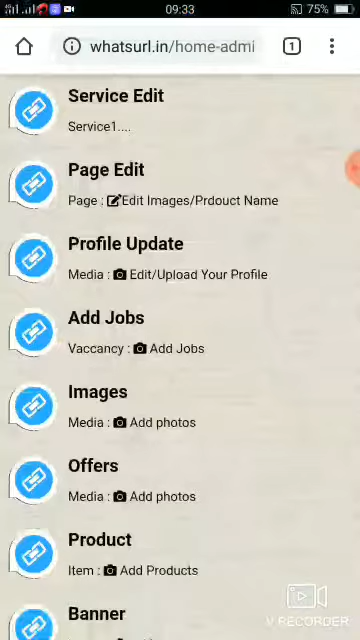 09:33
75%
whatsurl.in/home-admi
1
Service Edit
Service1....
Page Edit
Page : Edit Images/Prdouct Name
Profile Update
Media : Edit/Upload Your Profile
Add Jobs
Vaccancy : Add Jobs
Images
Media : Add photos
Offers
Media : Add photos
Product
Item : Add Products
Banner
V RECORDER